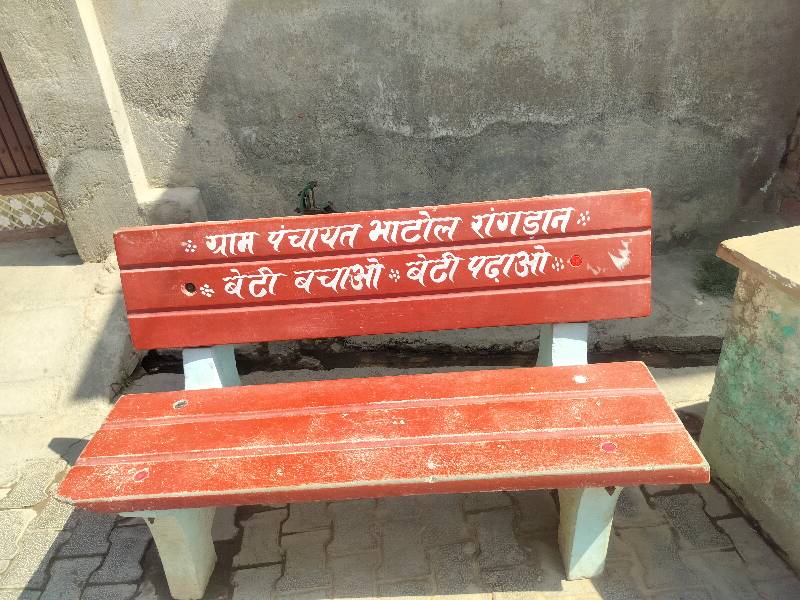 ग्राम पंचायत भाटोल रांगडान
बेटी बचाओ बेटी पढ़ाओ